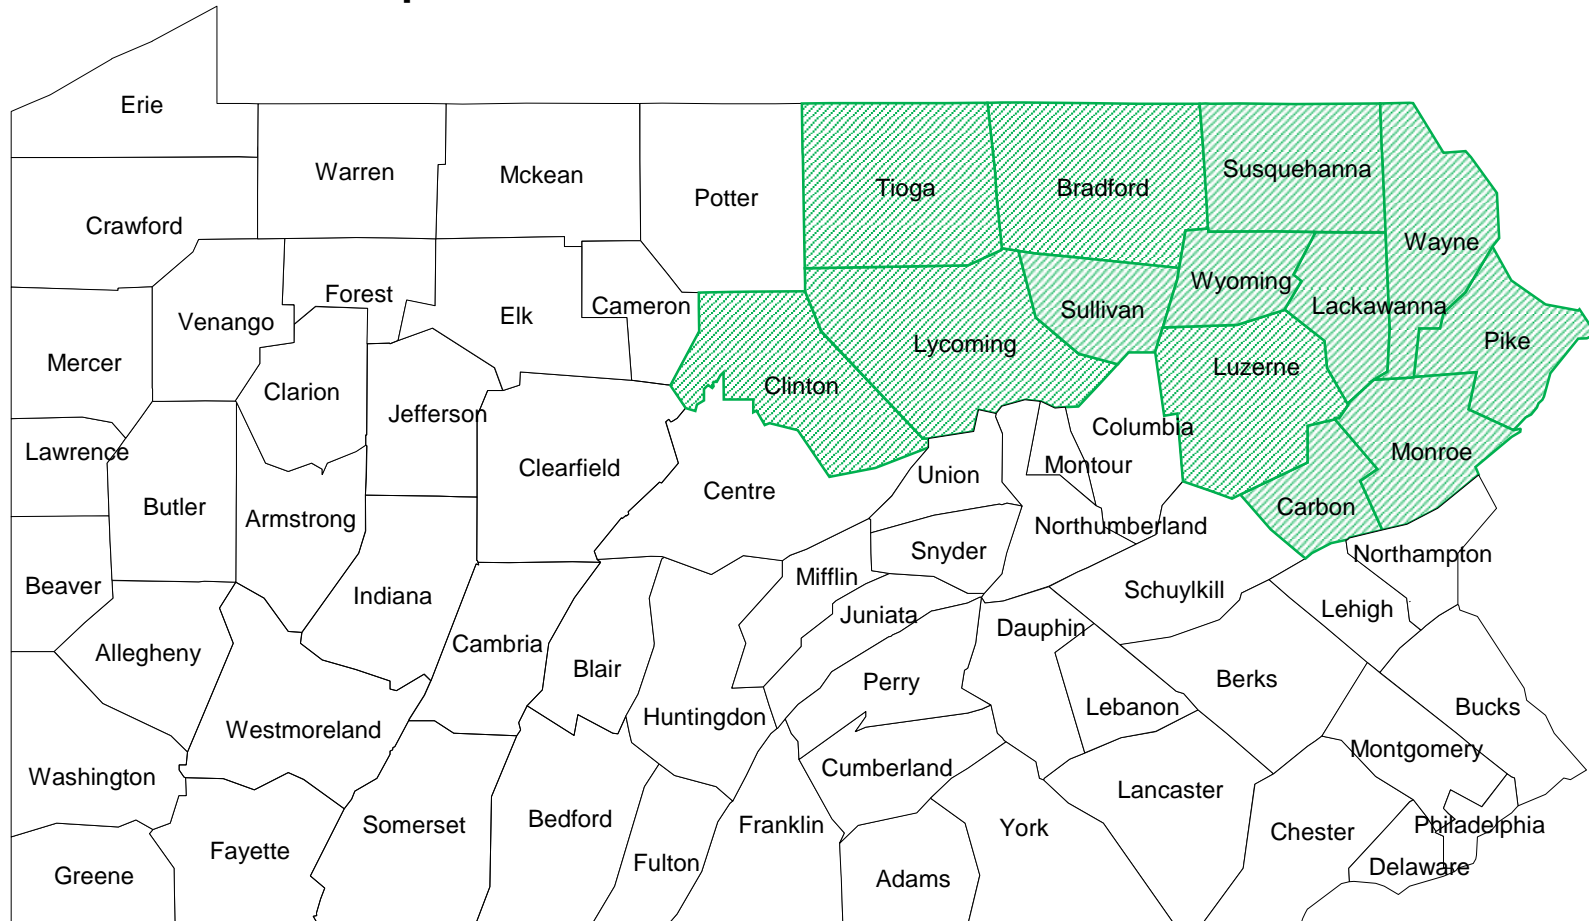 Erie
Warren
Mckean
Potter
Tioga
Bradford
Susquehanna
Crawford
Wayne
Wyoming
Forest
Venango
Elk
Cameron
Sullivan
Lackawanna
Lycoming
Pike
Mercer
Luzerne
Clarion
Jefferson
Clinton
Columbia
Lawrence
Monroe
Clearfield
Montour
Union
Centre
Butler
Armstrong
Carbon
Northumberland
Snyder
Northampton
Mifflin
Beaver
Indiana
Schuylkill
Lehigh
Juniata
Dauphin
Cambria
Allegheny
Blair
Perry
Berks
Lebanon
Bucks
Huntingdon
Westmoreland
Montgomery
Cumberland
Washington
Lancaster
Bedford
Somerset
Franklin
York
Philadelphia
Chester
Fayette
Fulton
Delaware
Greene
Adams